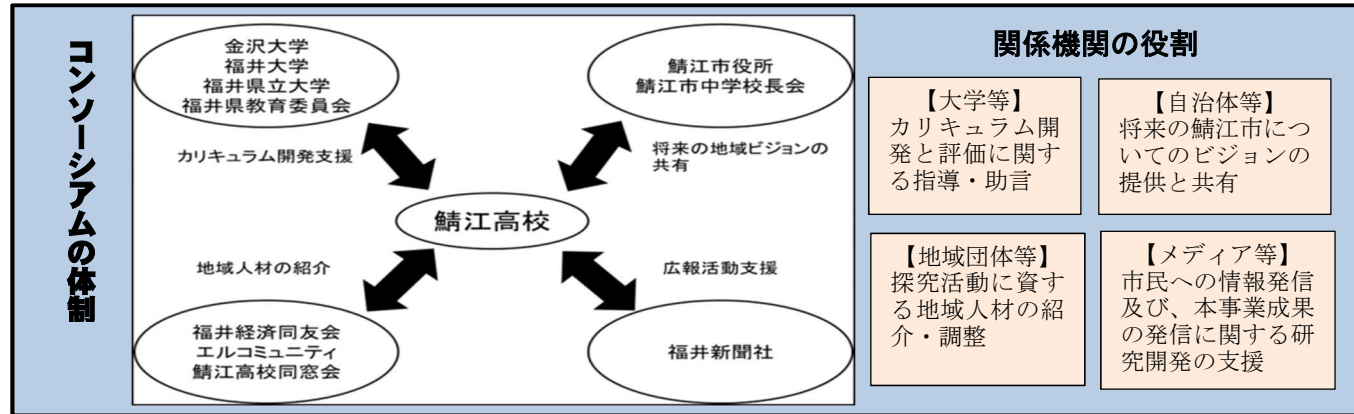 コンソーシアムの体制
金沢大学
福井大学
福井県立大学
福井県教育委員会
鯖江市役所
鯖江市中学校長会
カリキュラム開発支援
将来の地域ビジョンの
共有
鯖江高校
地域人材の紹介
広報活動支援
福井経済同友会
エルコミュニティ
鯖江高校同窓会
福井新聞社
関係機関の役割
【大学等】
カリキュラム開
発と評価に関す
る指導・助言
【自治体等】
将来の鯖江市につ
いてのビジョンの
提供と共有
【地域団体等】
探究活動に資す
る地域人材の紹
介・調整
【メディア等】
市民への情報発信
及び、本事業成果
の発信に関する研
究開発の支援